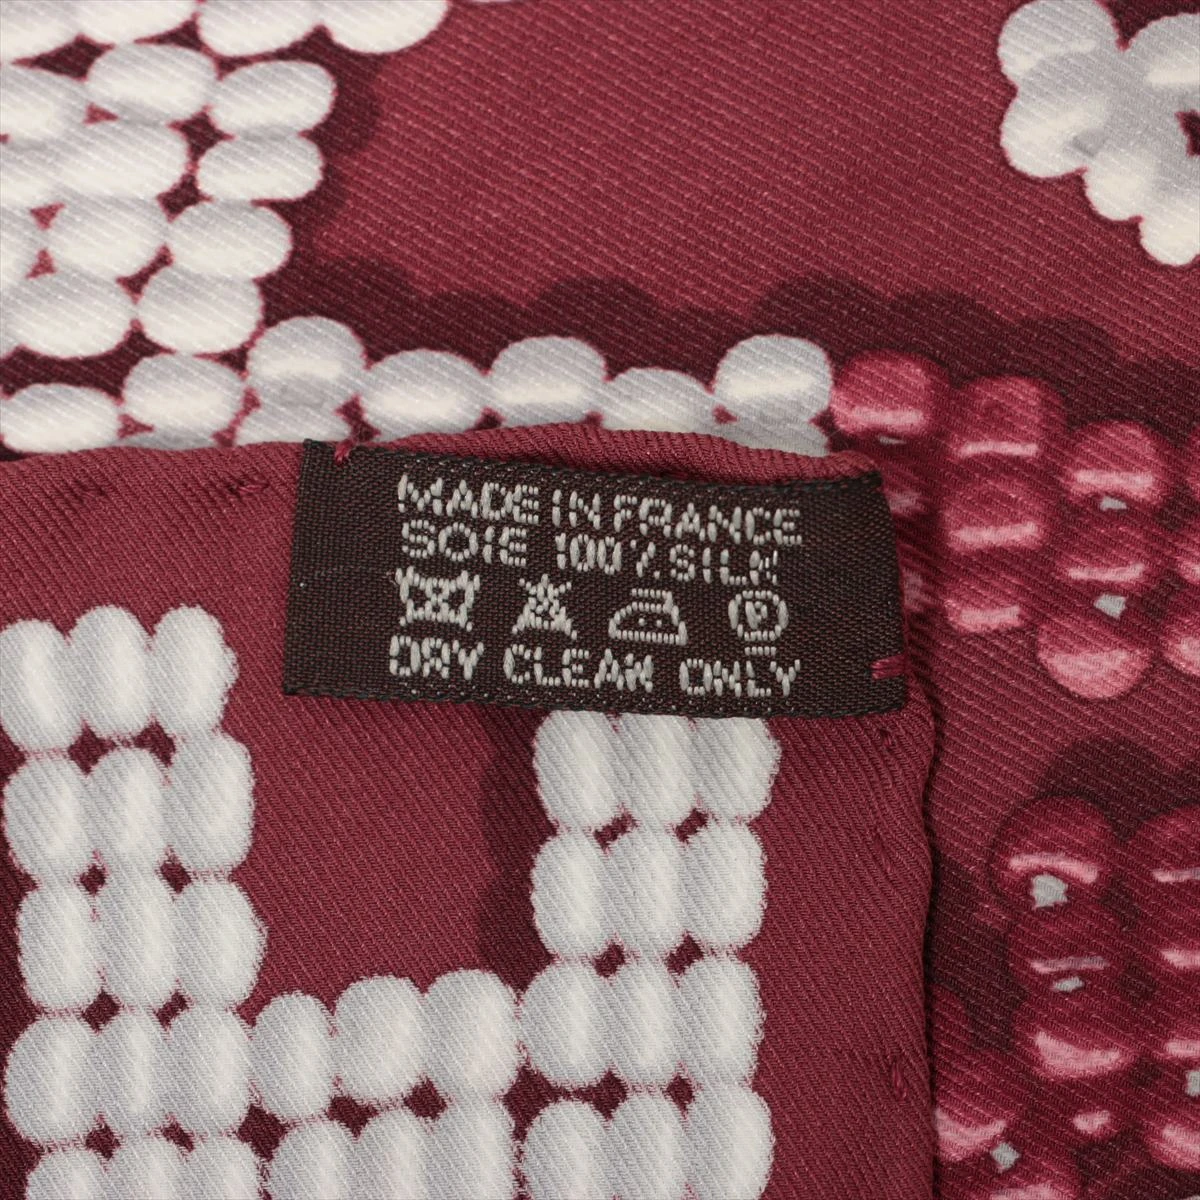 MADE IN FRANCE
SOIE 100% SILK
P
DRY CLEAN ONLY